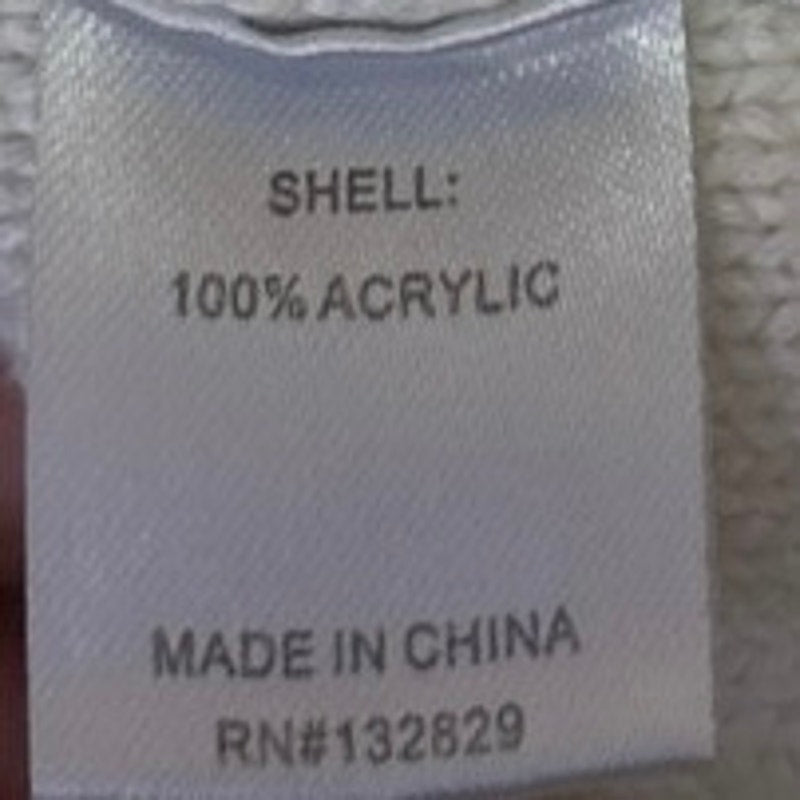 SHELL:
100% ACRYLIC
MADE IN CHINA
RN#132829